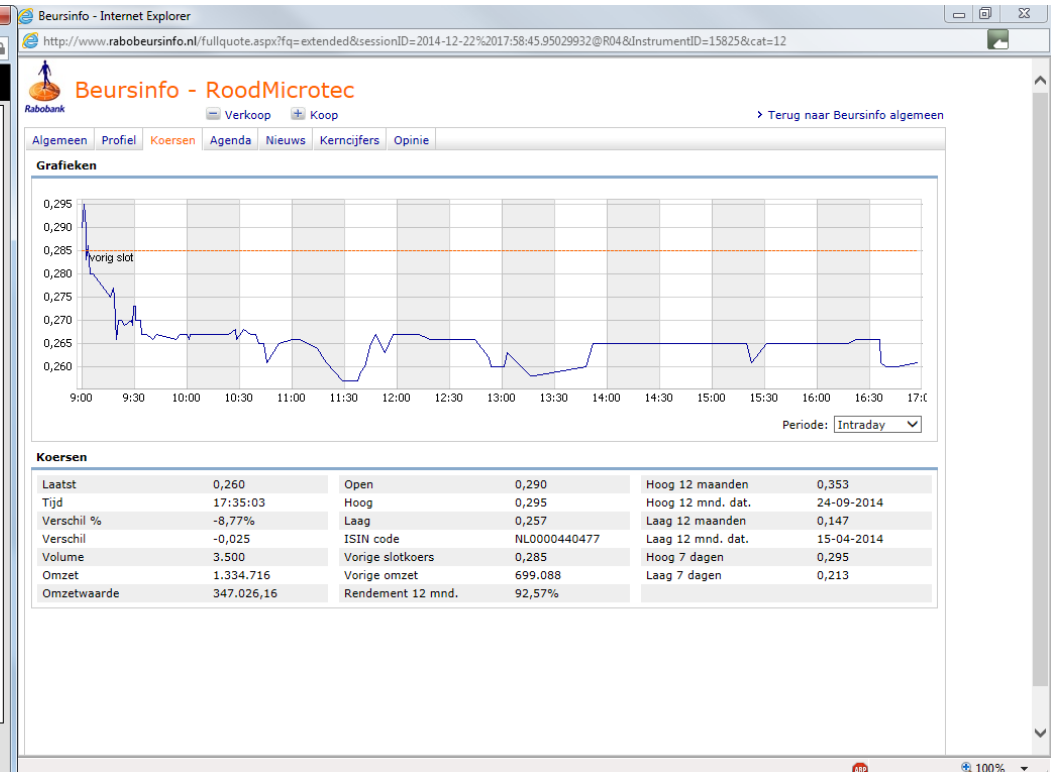 Beursinfo - Internet Explorer
http://www.rabobeursinfo.nl/fullquote.aspx?fq=extended&sessionID=2014-12-22%2017:58:45.95029932@R04&InstrumentID=15825&cat=12
Rabobank
Beursinfo - RoodMicrotec
Verkoop Koop
Terug naar Beursinfo algemeen
Algemeen Profiel Koersen Agenda Nieuws Kerncijfers Opinie
Grafieken
0,295
0,290
0,285
vorig slot
0,280
0,275
0,270
0,265
0,260
9:00 9:30 10:00 10:30 11:00 11:30 12:00 12:30 13:00 13:30 14:00 14:30 15:00 15:30 16:00 16:30 17:0
Periode: Intraday
Koersen
Laatst 0,260 Open 0,290 Hoog 12 maanden 0,353
Tijd 17:35:03 Hoog 0,295 Hoog 12 mnd. dat. 24-09-2014
Verschil % -8,77% Laag 0,257 Laag 12 maanden 0,147
Verschil -0,025 ISIN code NL0000440477 Laag 12 mnd. dat. 15-04-2014
Volume 3.500 Vorige slotkoers 0,285 Hoog 7 dagen 0,295
Omzet 1.334.716 Vorige omzet 699.088 Laag 7 dagen 0,213
Omzetwaarde 347.026,16 Rendement 12 mnd. 92,57%
ABP
100%